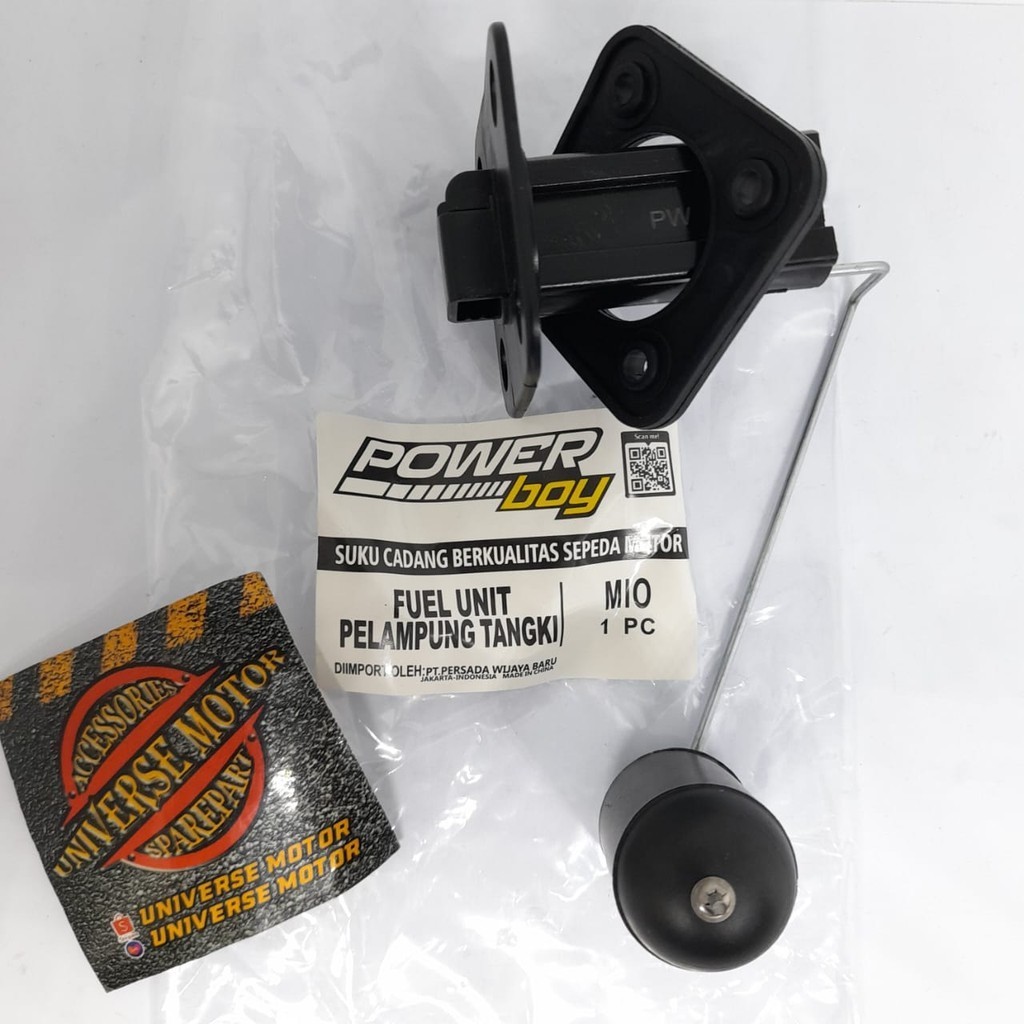 PW
POWER
boy
Scan me!
SUKU CADANG BERKUALITAS SEPEDA MOTOR
FUEL UNIT
PELAMPUNG TANGKI
MIO
1 PC
DIIMPORT OLEH: PT. PERSADA WIJAYA BARU
JAKARTA-INDONESIA MADE IN CHINA
ACCESSORIES
UNIVERSE MOTOR
SPAREPART
UNIVERSE MOTOR
UNIVERSE MOTOR